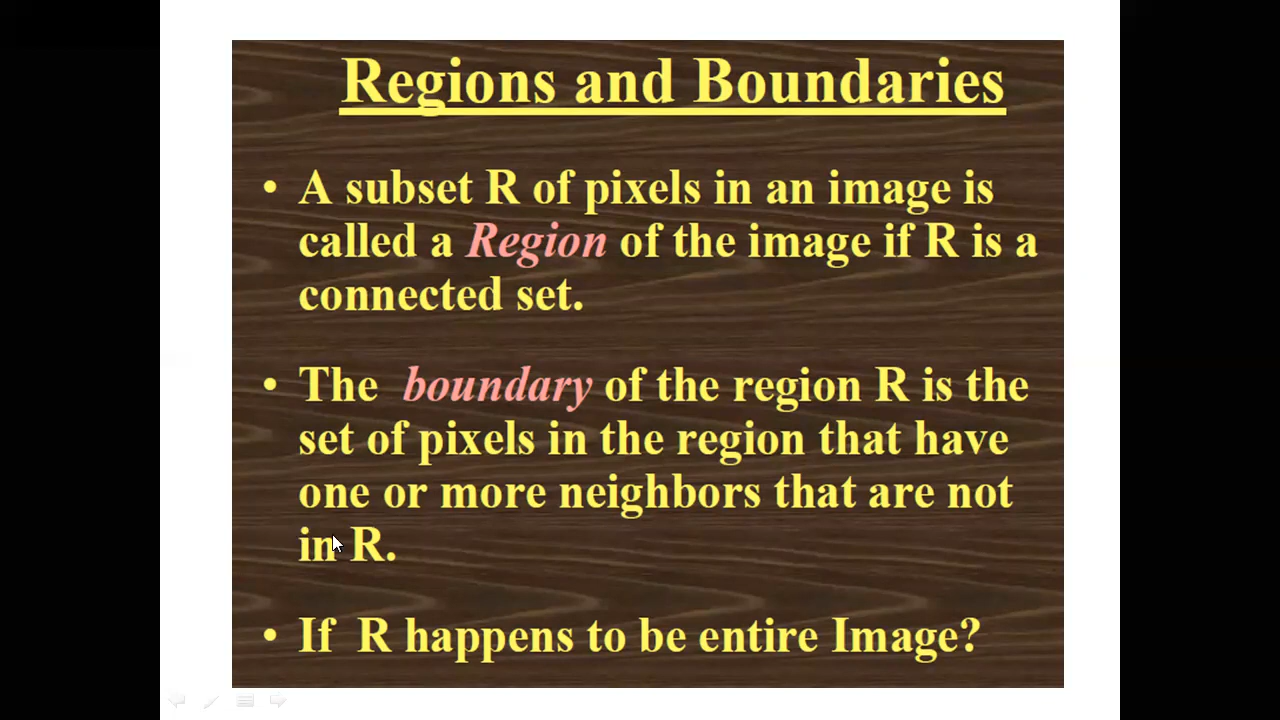 Regions and Boundaries
• A subset R of pixels in an image is
called a Region of the image if R is a
connected set.
• The boundary of the region R is the
set of pixels in the region that have
one or more neighbors that are not
in R.
• If R happens to be entire Image?